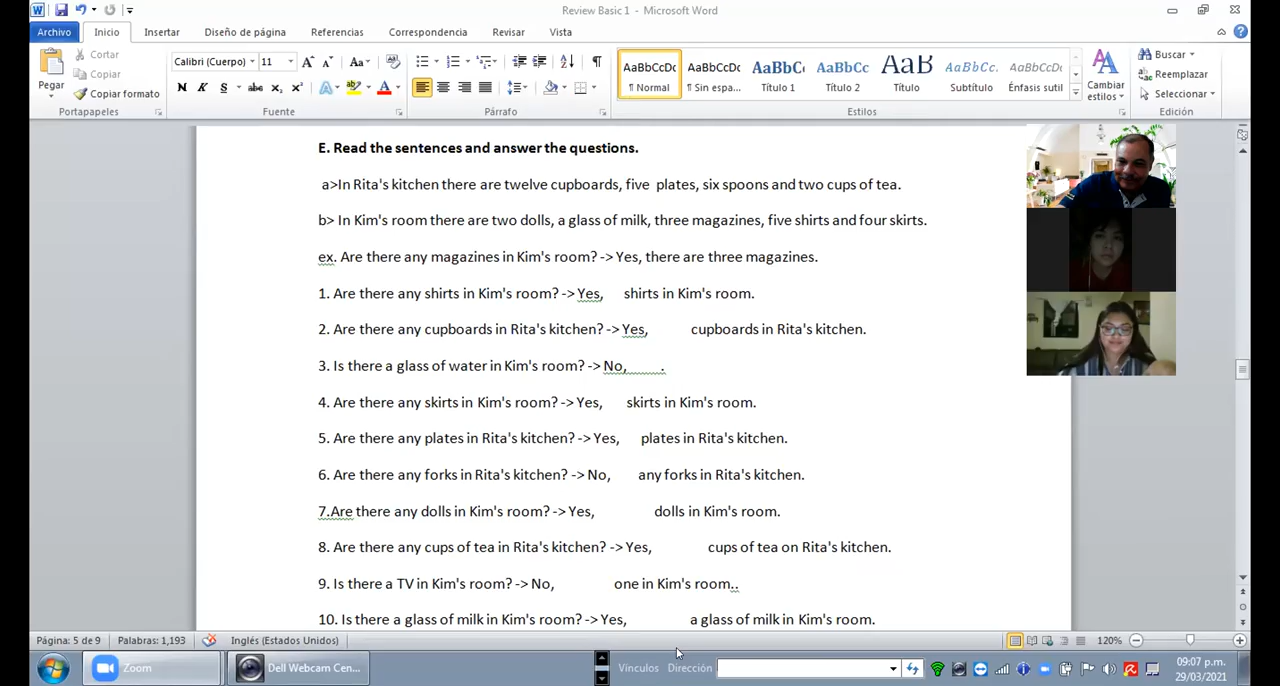 Review Basic 1 - Microsoft Word
Archivo Inicio Insertar Diseño de página Referencias Correspondencia Revisar Vista
Pegar
Cortar
Copiar
Copiar formato
Portapapeles
Calibri (Cuerpo) 11
Fuente
Párrafo
AaBbCcDc AaBbCcDc AaBbC AaBbCc AaB AaBbCc. AaBbCcDc
¶ Normal ¶ Sin espa... Título 1 Título 2 Título Subtítulo Énfasis sutil
Estilos
Cambiar estilos
Buscar
Reemplazar
Seleccionar
Edición
E. Read the sentences and answer the questions.
a>In Rita's kitchen there are twelve cupboards, five plates, six spoons and two cups of tea.
b> In Kim's room there are two dolls, a glass of milk, three magazines, five shirts and four skirts.
ex. Are there any magazines in Kim's room? -> Yes, there are three magazines.
1. Are there any shirts in Kim's room? -> Yes, shirts in Kim's room.
2. Are there any cupboards in Rita's kitchen? -> Yes, cupboards in Rita's kitchen.
3. Is there a glass of water in Kim's room? -> No, .
4. Are there any skirts in Kim's room? -> Yes, skirts in Kim's room.
5. Are there any plates in Rita's kitchen? -> Yes, plates in Rita's kitchen.
6. Are there any forks in Rita's kitchen? -> No, any forks in Rita's kitchen.
7.Are there any dolls in Kim's room? -> Yes, dolls in Kim's room.
8. Are there any cups of tea in Rita's kitchen? -> Yes, cups of tea on Rita's kitchen.
9. Is there a TV in Kim's room? -> No, one in Kim's room..
10. Is there a glass of milk in Kim's room? -> Yes, a glass of milk in Kim's room.
Página: 5 de 9 Palabras: 1,193 Inglés (Estados Unidos) 120%
Zoom Dell Webcam Cen... Vínculos Dirección 09:07 p.m.
29/03/2021